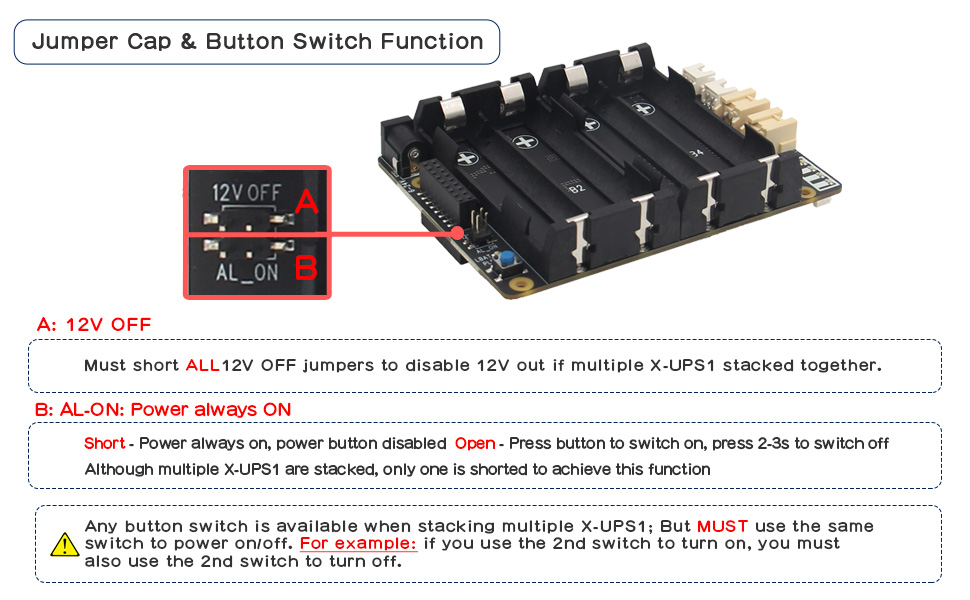 Jumper Cap & Button Switch Function
12V OFF
A
B
AL_ON
B2
AL_ON
A: 12V OFF
Must short ALL12V OFF jumpers to disable 12V out if multiple X-UPS1 stacked together.
B: AL-ON: Power always ON
Short - Power always on, power button disabled Open - Press button to switch on, press 2-3s to switch off
Although multiple X-UPS1 are stacked, only one is shorted to achieve this function
Any button switch is available when stacking multiple X-UPS1; But MUST use the same
switch to power on/off. For example: if you use the 2nd switch to turn on, you must
also use the 2nd switch to turn off.